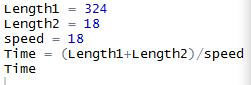 Length1 = 324
Length2 = 18
speed = 18
Time = (Length1+Length2)/speed
Time